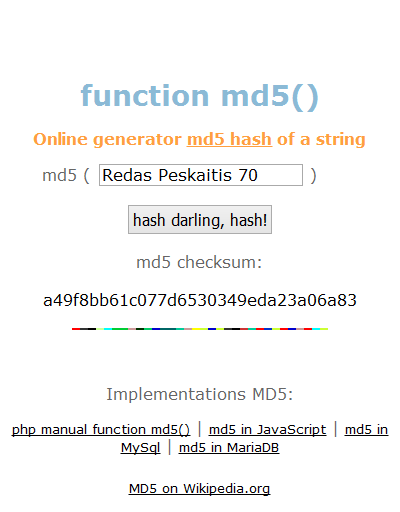 function md5()
Online generator md5 hash of a string
md5 ( Redas Peskaitis 70 )
hash darling, hash!
md5 checksum:
a49f8bb61c077d6530349eda23a06a83
Implementations MD5:
php manual function md5() | md5 in JavaScript | md5 in
MySql | md5 in MariaDB
MD5 on Wikipedia.org